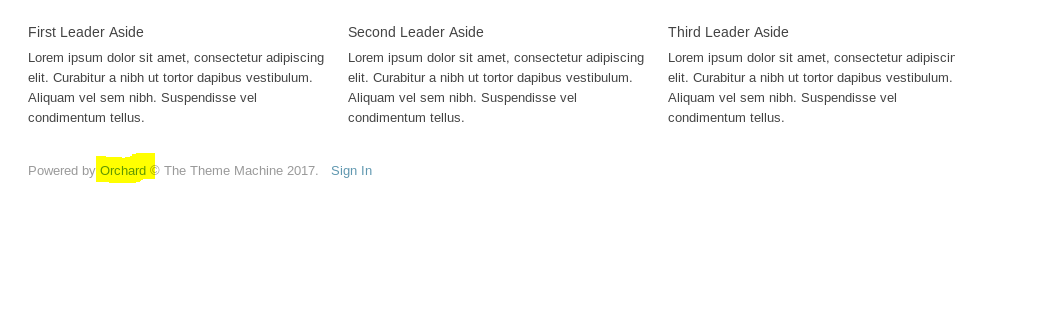 First Leader Aside
Lorem ipsum dolor sit amet, consectetur adipiscing
elit. Curabitur a nibh ut tortor dapibus vestibulum.
Aliquam vel sem nibh. Suspendisse vel
condimentum tellus.
Second Leader Aside
Lorem ipsum dolor sit amet, consectetur adipiscing
elit. Curabitur a nibh ut tortor dapibus vestibulum.
Aliquam vel sem nibh. Suspendisse vel
condimentum tellus.
Third Leader Aside
Lorem ipsum dolor sit amet, consectetur adipiscin
elit. Curabitur a nibh ut tortor dapibus vestibulum.
Aliquam vel sem nibh. Suspendisse vel
condimentum tellus.
Powered by Orchard © The Theme Machine 2017. Sign In